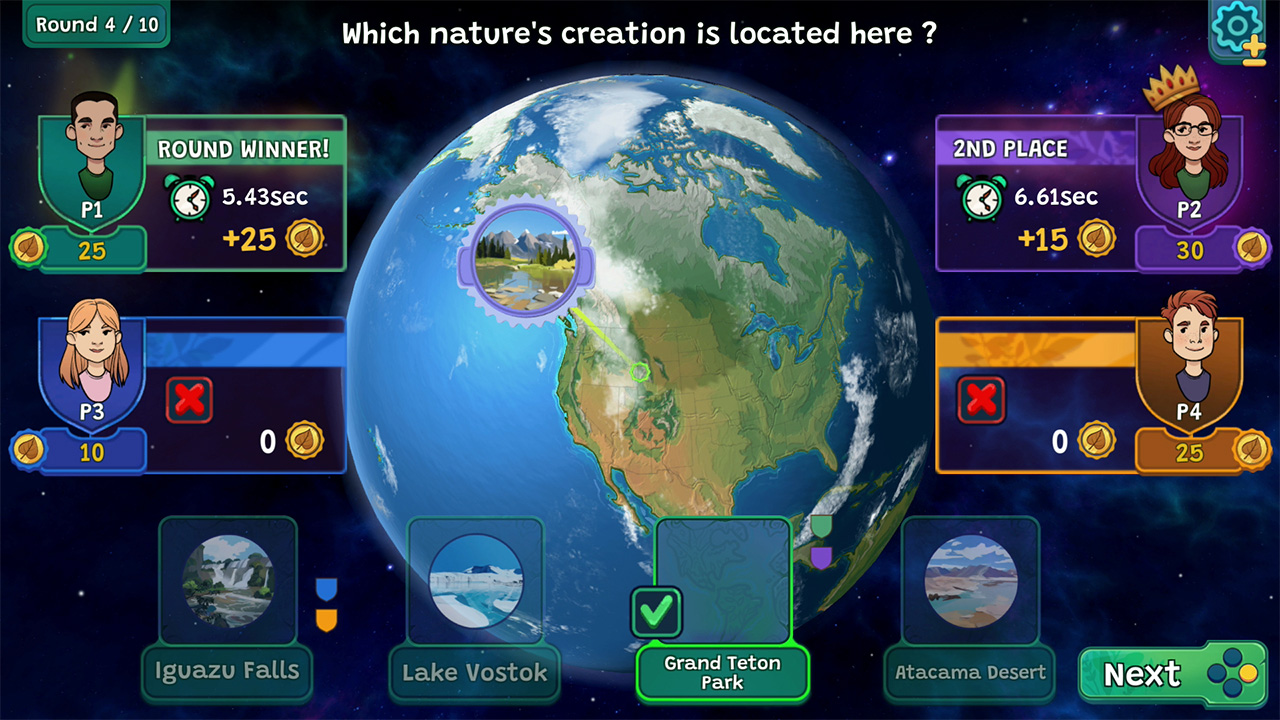 Round 4 / 10
Which nature's creation is located here ?
P1
ROUND WINNER!
5.43sec
+25
25
2ND PLACE
6.61sec
+15
P2
30
P3
0
10
0
P4
25
Iguazu Falls
Lake Vostok
Grand Teton
Park
Atacama Desert
Next